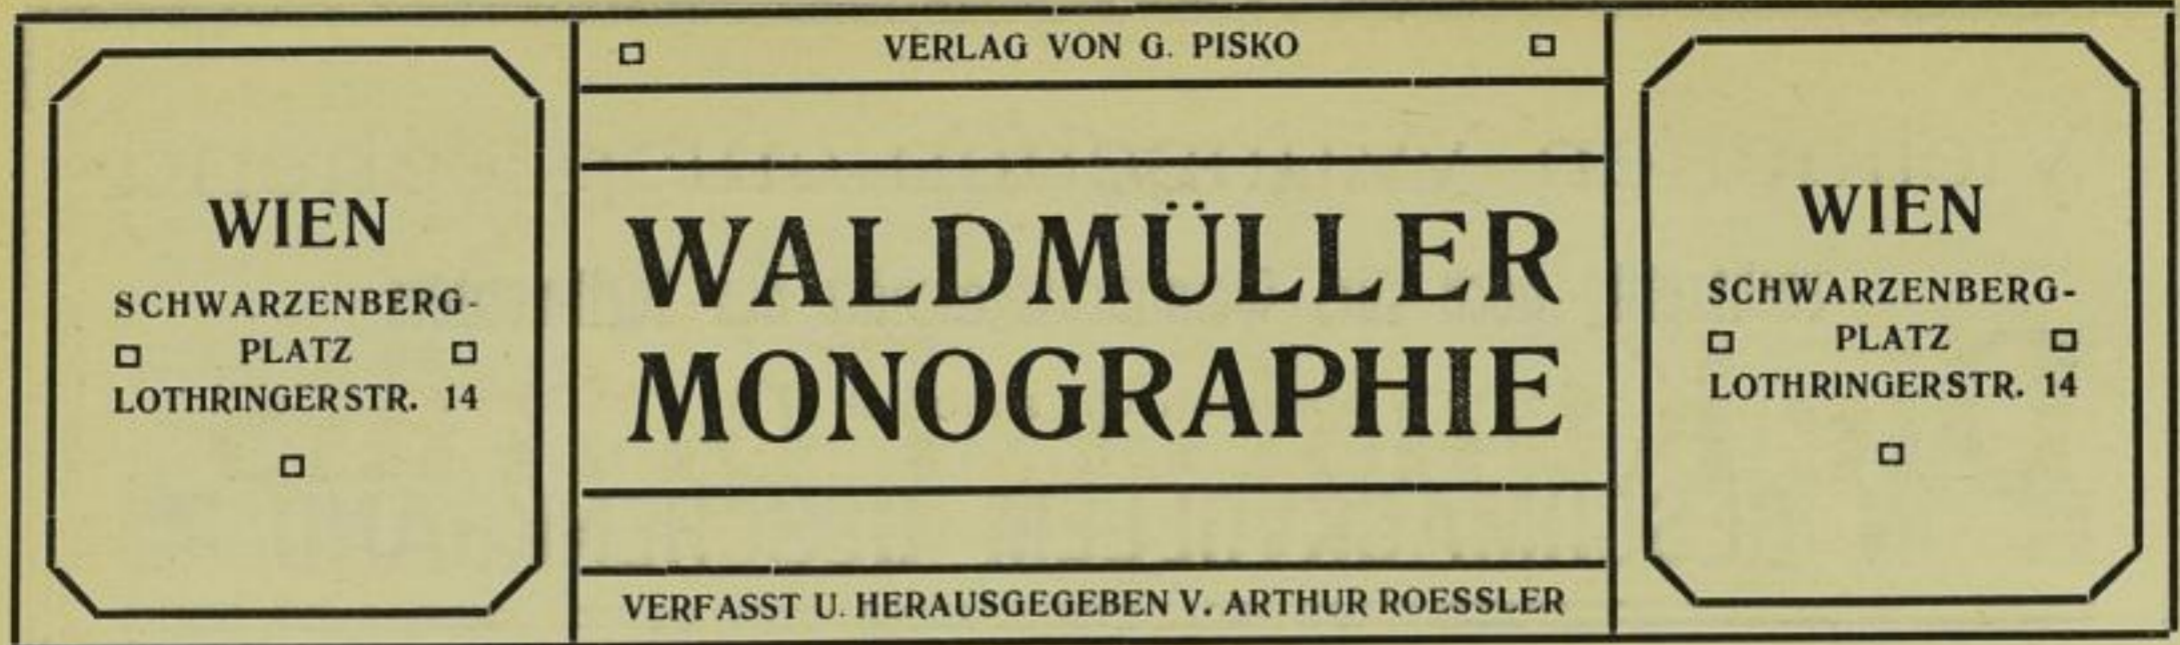 WIEN
SCHWARZENBERG-
PLATZ
LOTHRINGERSTR. 14
VERLAG VON G. PISKO
WALDMÜLLER
MONOGRAPHIE
VERFASST U. HERAUSGEGEBEN V. ARTHUR ROESSLER
WIEN
SCHWARZENBERG-
PLATZ
LOTHRINGERSTR. 14